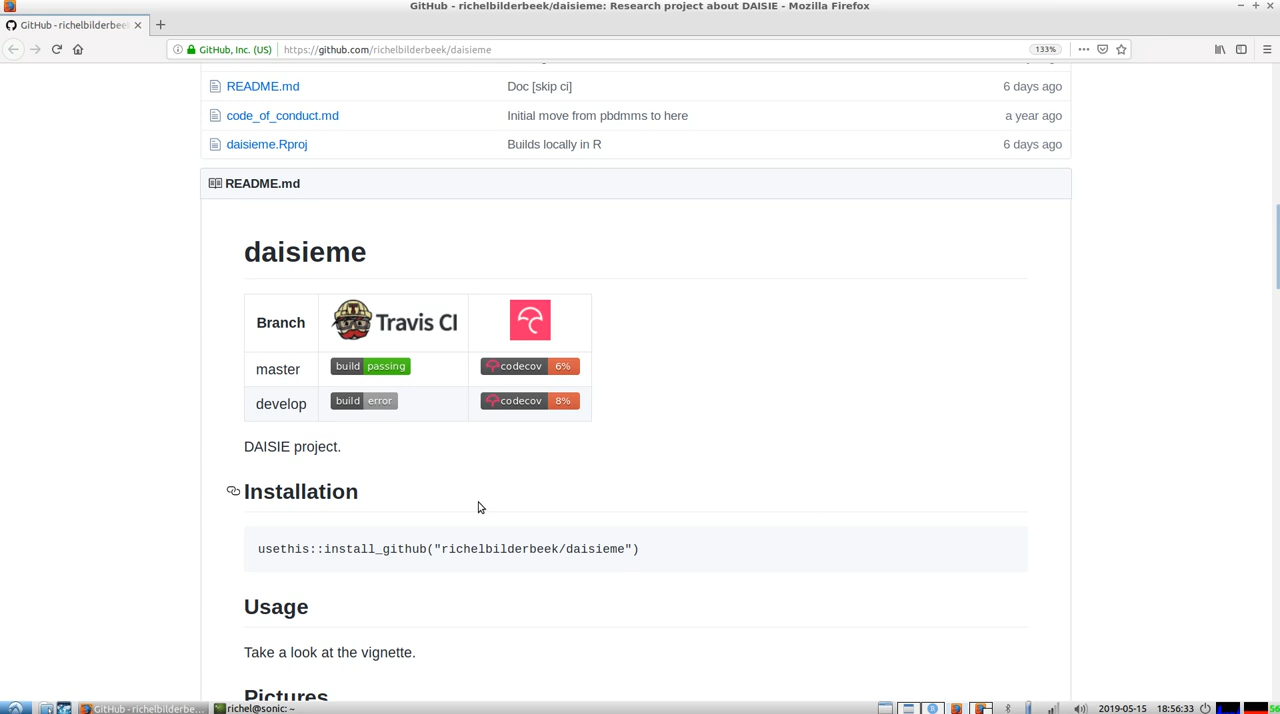 GitHub - richelbilderbeek/daisieme: Research project about DAISIE - Mozilla Firefox
GitHub - richelbilderbee
GitHub, Inc. (US) https://github.com/richelbilderbeek/daisieme 133%
README.md Doc [skip ci] 6 days ago
code_of_conduct.md Initial move from pbdmms to here a year ago
daisieme.Rproj Builds locally in R 6 days ago
README.md
daisieme
Branch Travis CI
master build passing codecov 6%
develop build error codecov 8%
DAISIE project.
Installation
usethis::install_github("richelbilderbeek/daisieme")
Usage
Take a look at the vignette.
Pictures
GitHub - richelbilderbe... richel@sonic: ~ 2019-05-15 18:56:33 56